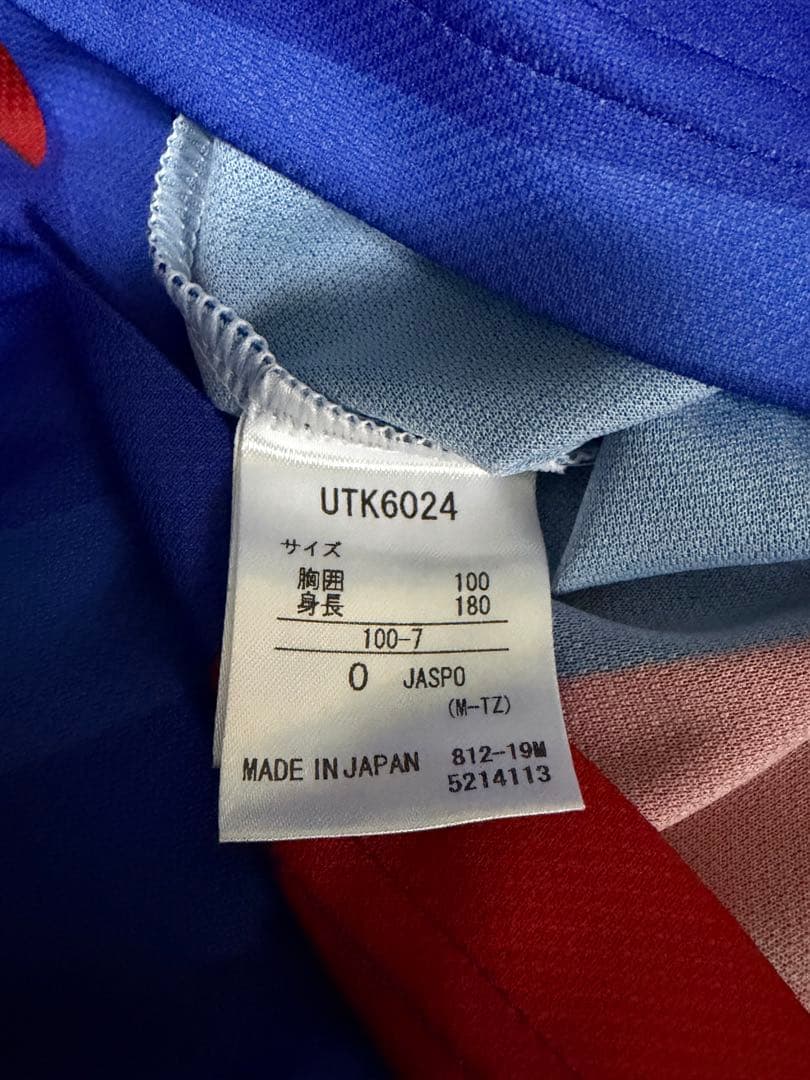 UTK6024
サイズ
胸囲 100
身長 180
100-7
O JASPO
(M-TZ)
MADE IN JAPAN 812-19M
5214113